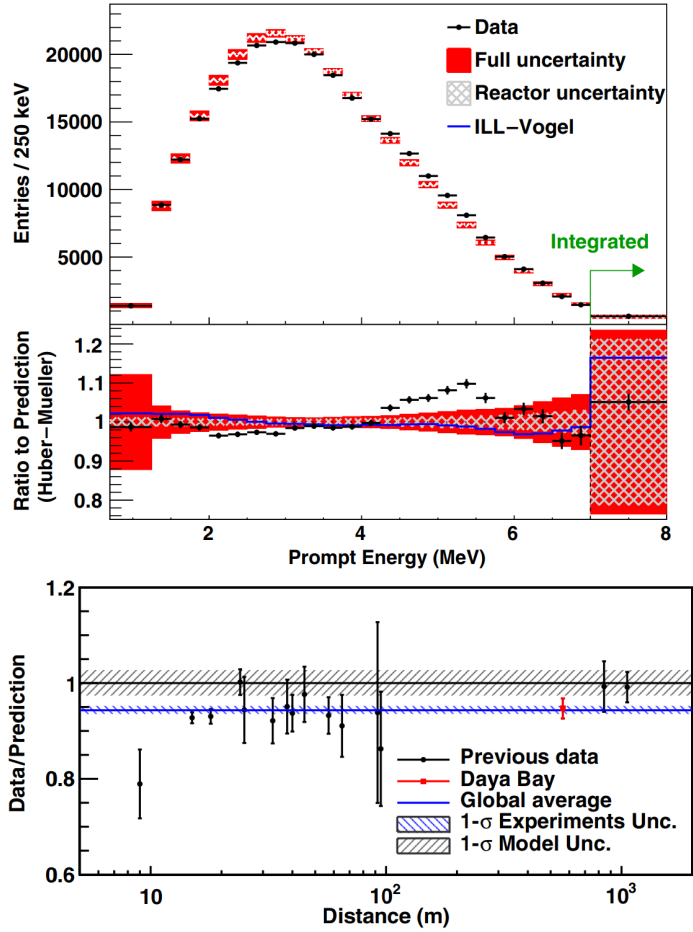 20000
15000
10000
5000
Entries / 250 keV
Data
Full uncertainty
Reactor uncertainty
ILL−Vogel
Integrated
1.2
1.1
1
0.9
0.8
Ratio to Prediction
(Huber−Mueller)
2 4 6 8
Prompt Energy (MeV)
1.2
1
0.8
0.6
Data/Prediction
Previous data
Daya Bay
Global average
1-σ Experiments Unc.
1-σ Model Unc.
10 10² 10³
Distance (m)